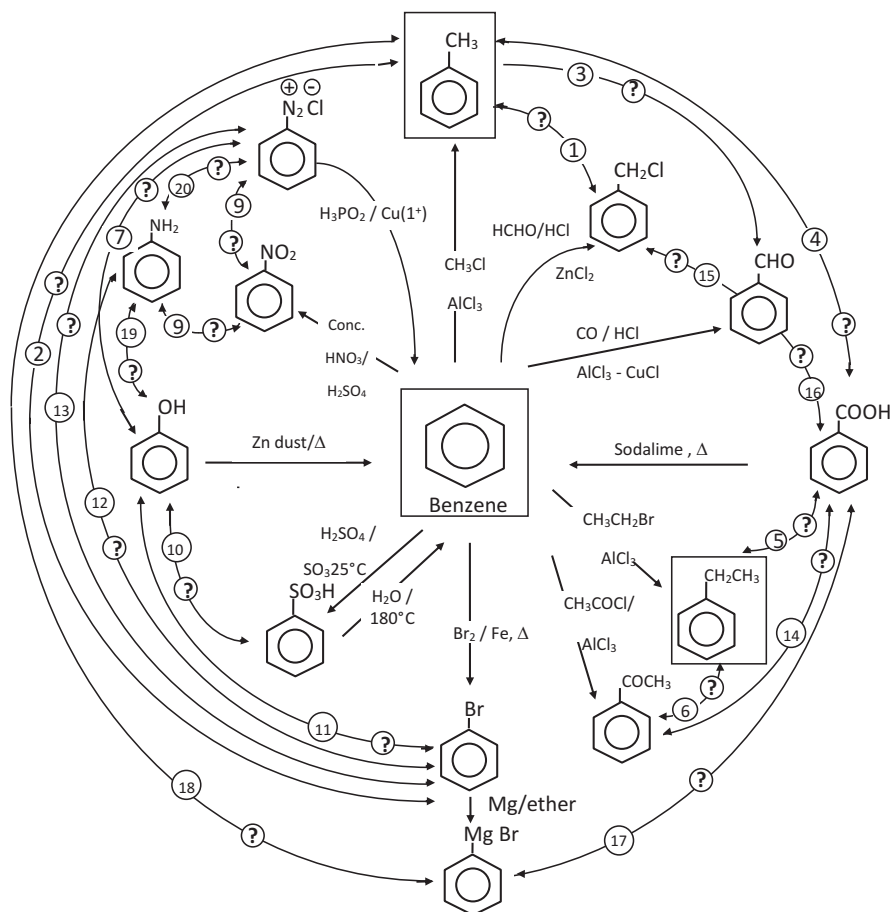 CH₃
3
?
⊕ ⊖
N₂ Cl
?
1
20
?
CH₂Cl
7
?
9
H₃PO₂ / Cu(1⁺)
HCHO/HCl
4
NH₂
?
NO₂
CH₃Cl
ZnCl₂
?
15
CHO
?
2
?
19
9
?
Conc.
AlCl₃
CO / HCl
?
?
13
?
HNO₃/
H₂SO₄
AlCl₃ - CuCl
16
OH
COOH
Zn dust/Δ
Sodalime , Δ
12
Benzene
?
10
H₂SO₄ /
CH₃CH₂Br
5
?
?
SO₃25°C
AlCl₃
?
SO₃H
H₂O /
180°C
CH₃COCl/
CH₂CH₃
Br₂ / Fe, Δ
AlCl₃
14
COCH₃
?
6
Br
11
?
18
Mg/ether
?
?
Mg Br
17